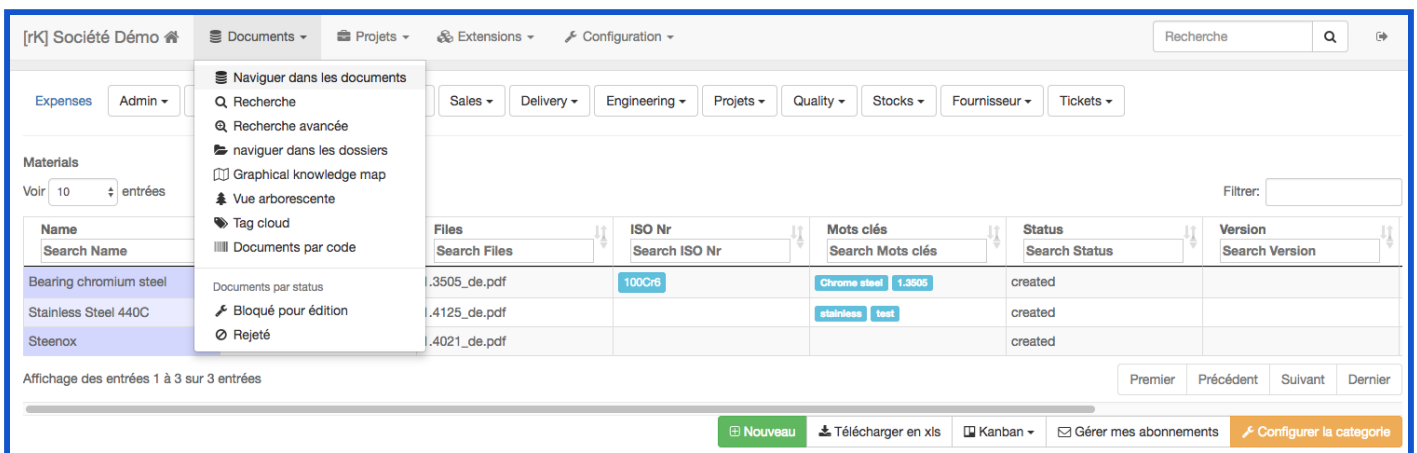 [rK] Société Démo Documents Projets Extensions Configuration Recherche
Naviguer dans les documents
Recherche
Recherche avancée
naviguer dans les dossiers
Graphical knowledge map
Vue arborescente
Tag cloud
Documents par code
Documents par status
Bloqué pour édition
Rejeté
Expenses Admin Sales Delivery Engineering Projets Quality Stocks Fournisseur Tickets
Materials
Voir 10 entrées Filtrer:
Name Files ISO Nr Mots clés Status Version
Search Name Search Files Search ISO Nr Search Mots clés Search Status Search Version
Bearing chromium steel 1.3505_de.pdf 100Cr6 Chrome steel 1.3505 created
Stainless Steel 440C 1.4125_de.pdf stainless test created
Steenox 1.4021_de.pdf created
Affichage des entrées 1 à 3 sur 3 entrées Premier Précédent Suivant Dernier
Nouveau Télécharger en xls Kanban Gérer mes abonnements Configurer la categorie